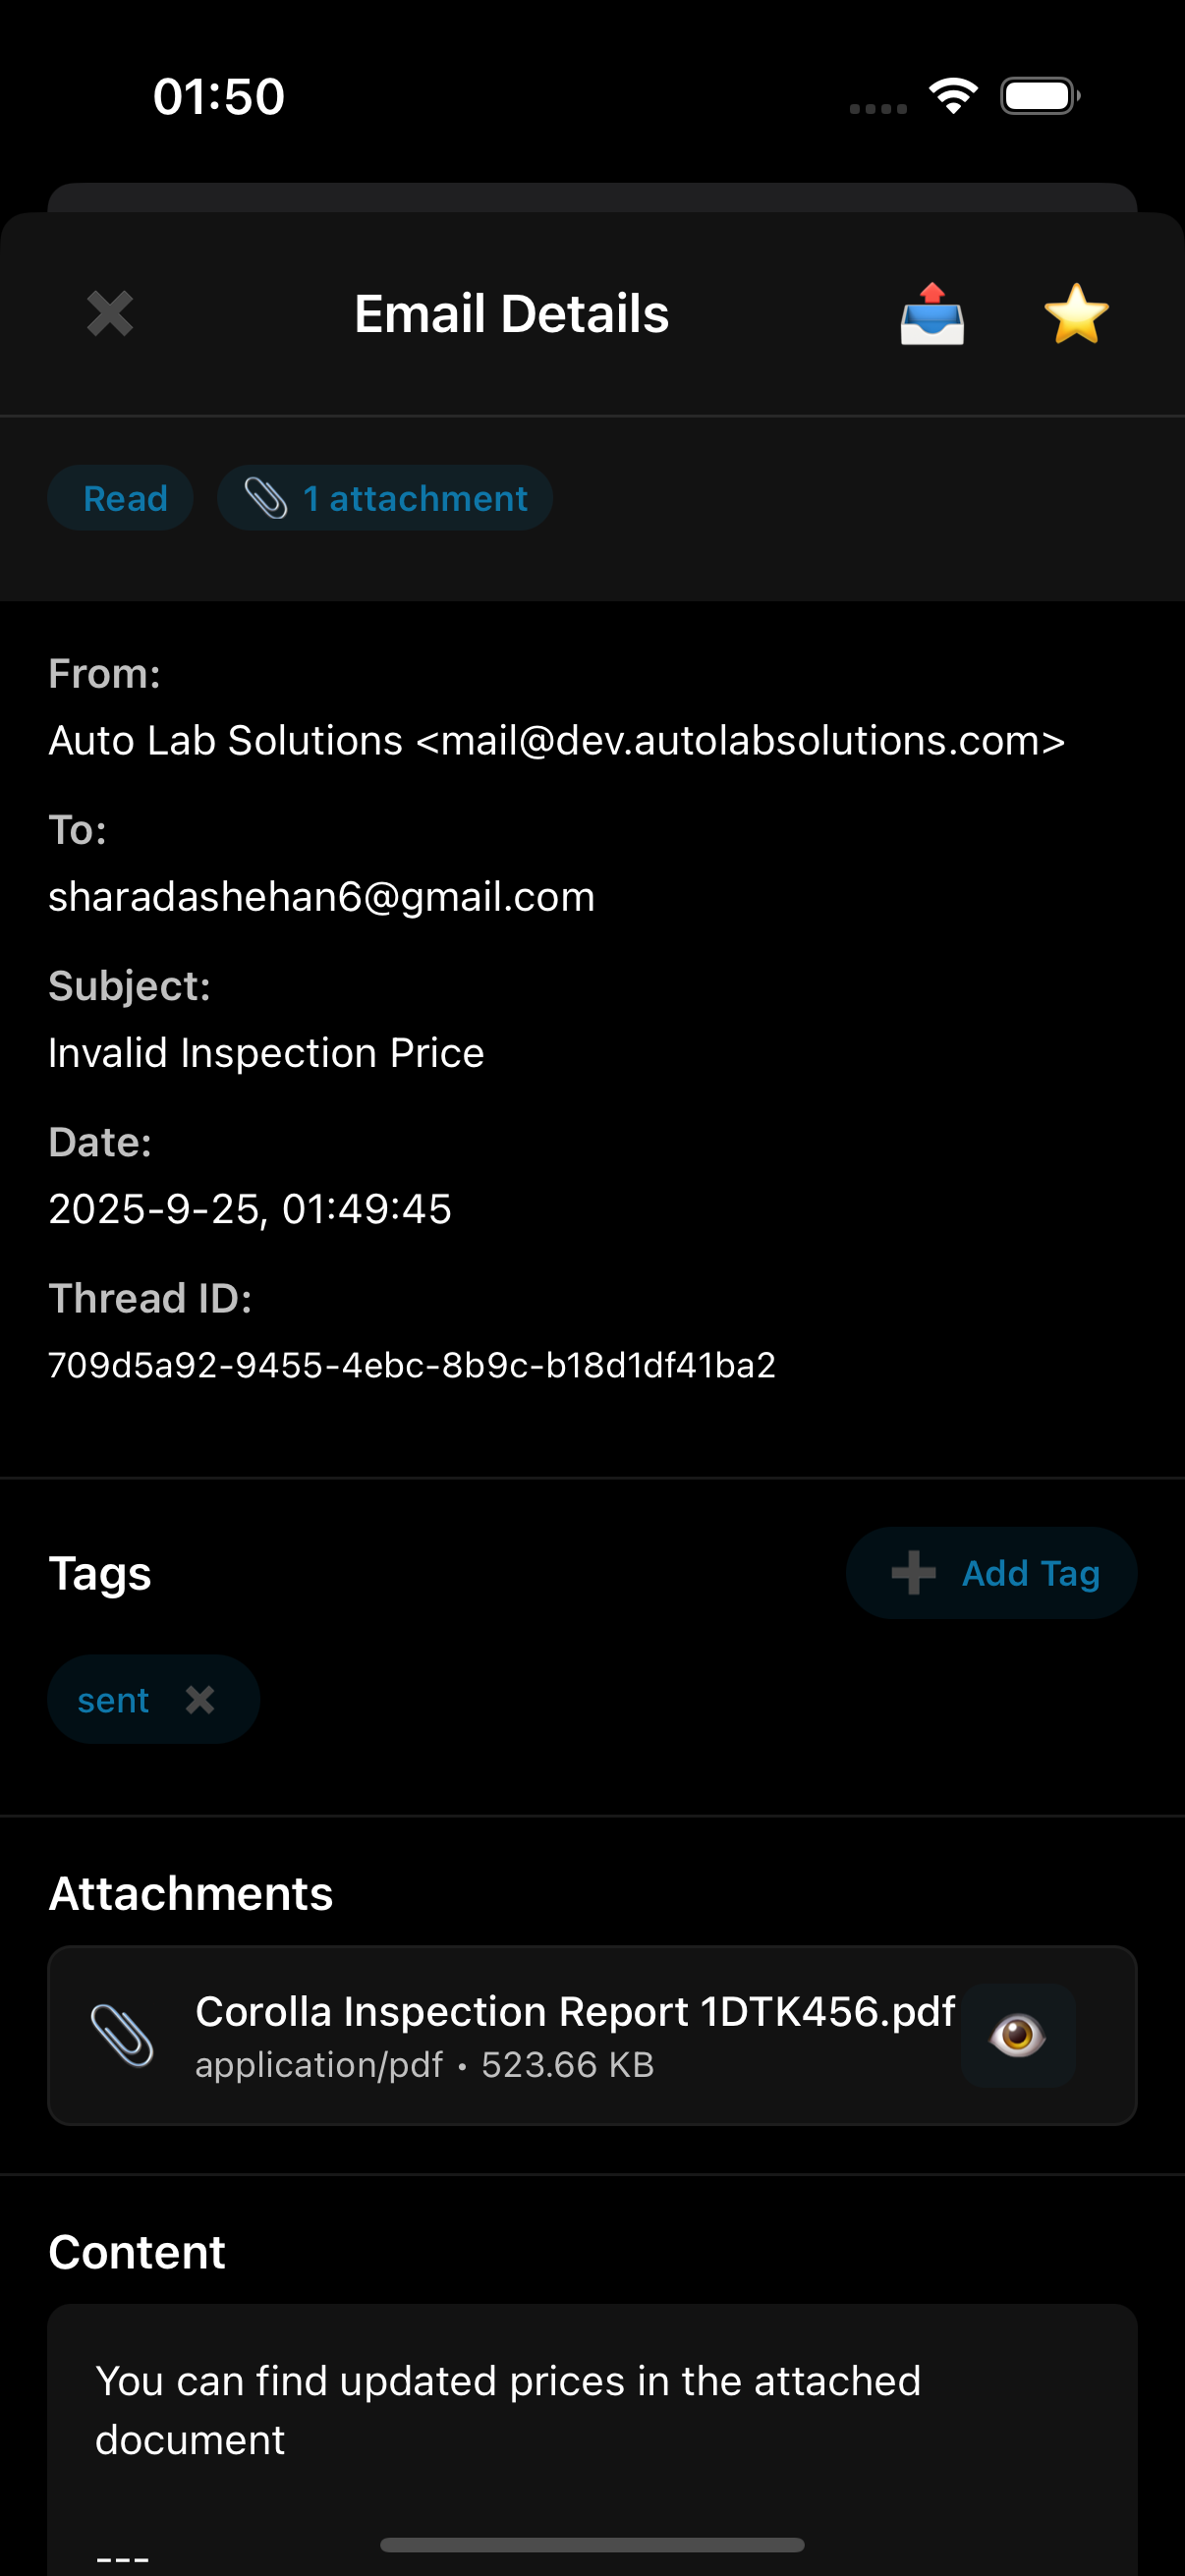 01:50
Email Details
Read
1 attachment
From:
Auto Lab Solutions <mail@dev.autolabsolutions.com>
To:
sharadashehan6@gmail.com
Subject:
Invalid Inspection Price
Date:
2025-9-25, 01:49:45
Thread ID:
709d5a92-9455-4ebc-8b9c-b18d1df41ba2
Tags
Add Tag
sent
Attachments
Corolla Inspection Report 1DTK456.pdf
application/pdf • 523.66 KB
Content
You can find updated prices in the attached
document
---